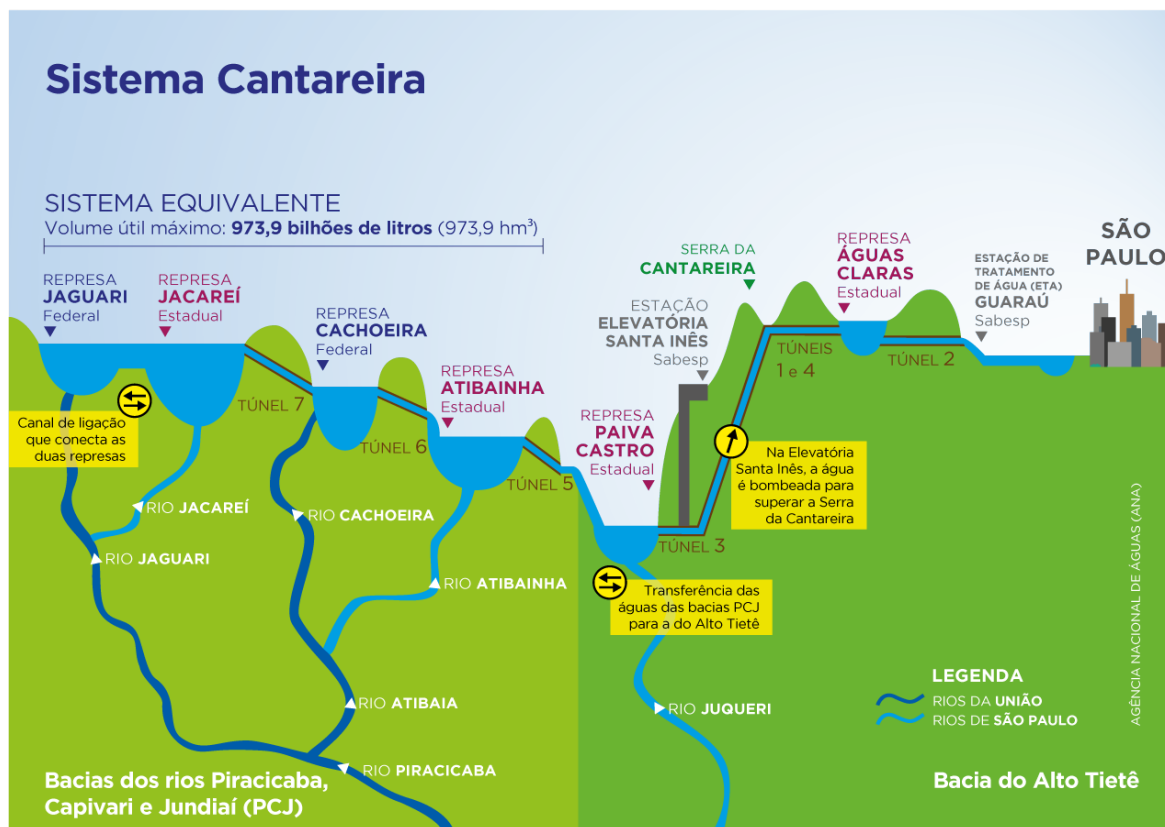 Sistema Cantareira
SISTEMA EQUIVALENTE
Volume útil máximo: 973,9 bilhões de litros (973,9 hm³)
REPRESA
JAGUARI
Federal
REPRESA
JACAREÍ
Estadual
REPRESA
CACHOEIRA
Federal
REPRESA
ATIBAINHA
Estadual
REPRESA
PAIVA
CASTRO
Estadual
SERRA DA
CANTAREIRA
ESTAÇÃO
ELEVATÓRIA
SANTA INÊS
Sabesp
REPRESA
ÁGUAS
CLARAS
Estadual
ESTAÇÃO DE
TRATAMENTO
DE ÁGUA (ETA)
GUARAÚ
Sabesp
SÃO
PAULO
TÚNEL 7
TÚNEL 6
TÚNEL 5
TÚNEL 3
TÚNEIS
1 e 4
TÚNEL 2
Canal de ligação
que conecta as
duas represas
Na Elevatória
Santa Inês, a água
é bombeada para
superar a Serra
da Cantareira
Transferência das
águas das bacias PCJ
para a do Alto Tietê
RIO JACAREÍ
RIO JAGUARI
RIO CACHOEIRA
RIO ATIBAINHA
RIO ATIBAIA
RIO PIRACICABA
RIO JUQUERI
LEGENDA
RIOS DA UNIÃO
RIOS DE SÃO PAULO
Bacias dos rios Piracicaba,
Capivari e Jundiaí (PCJ)
Bacia do Alto Tietê
AGÊNCIA NACIONAL DE ÁGUAS (ANA)